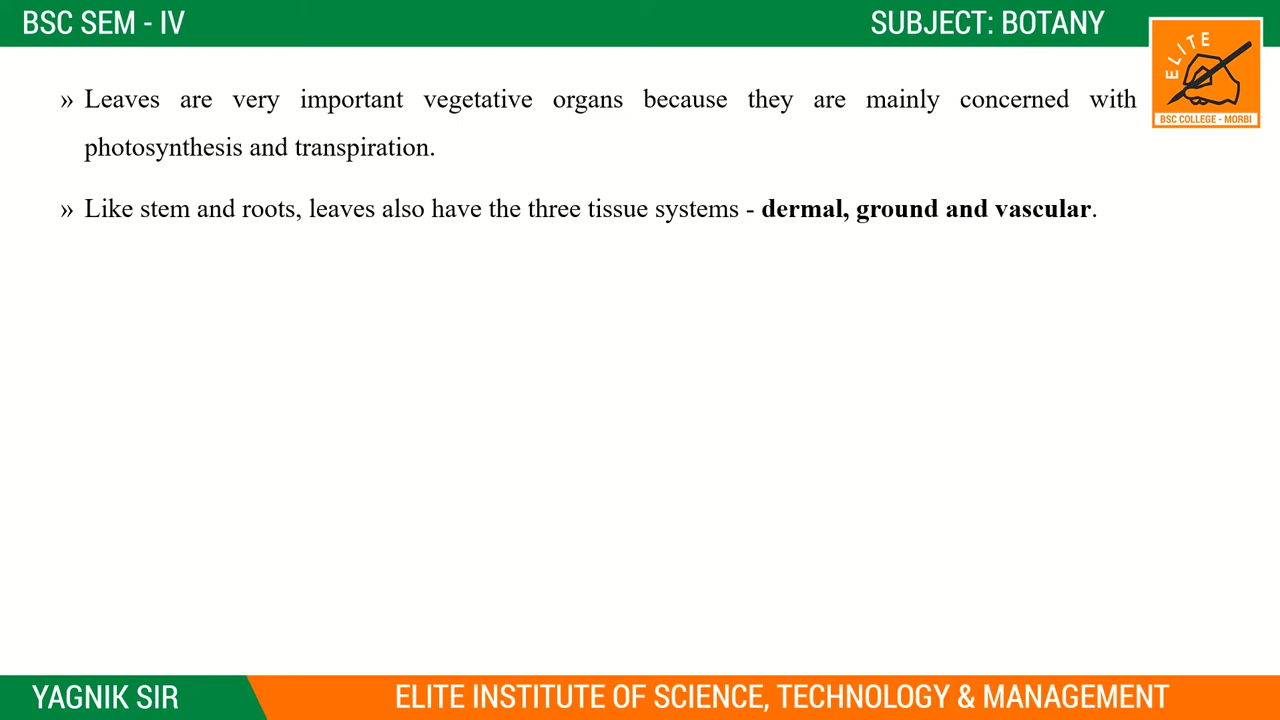 BSC SEM - IV
SUBJECT: BOTANY
ELITE
BSC COLLEGE - MORBI
» Leaves are very important vegetative organs because they are mainly concerned with
photosynthesis and transpiration.
» Like stem and roots, leaves also have the three tissue systems - dermal, ground and vascular.
YAGNIK SIR
ELITE INSTITUTE OF SCIENCE, TECHNOLOGY & MANAGEMENT